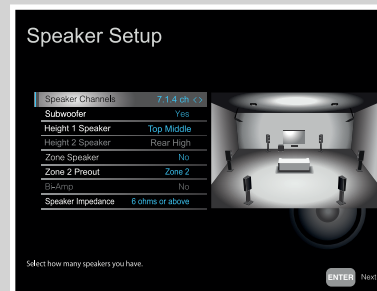 Speaker Setup
Speaker Channels 7.1.4 ch <>
Subwoofer Yes
Height 1 Speaker Top Middle
Height 2 Speaker Rear High
Zone Speaker No
Zone 2 Preout Zone 2
Bi-Amp No
Speaker Impedance 6 ohms or above
Select how many speakers you have.
ENTER Next